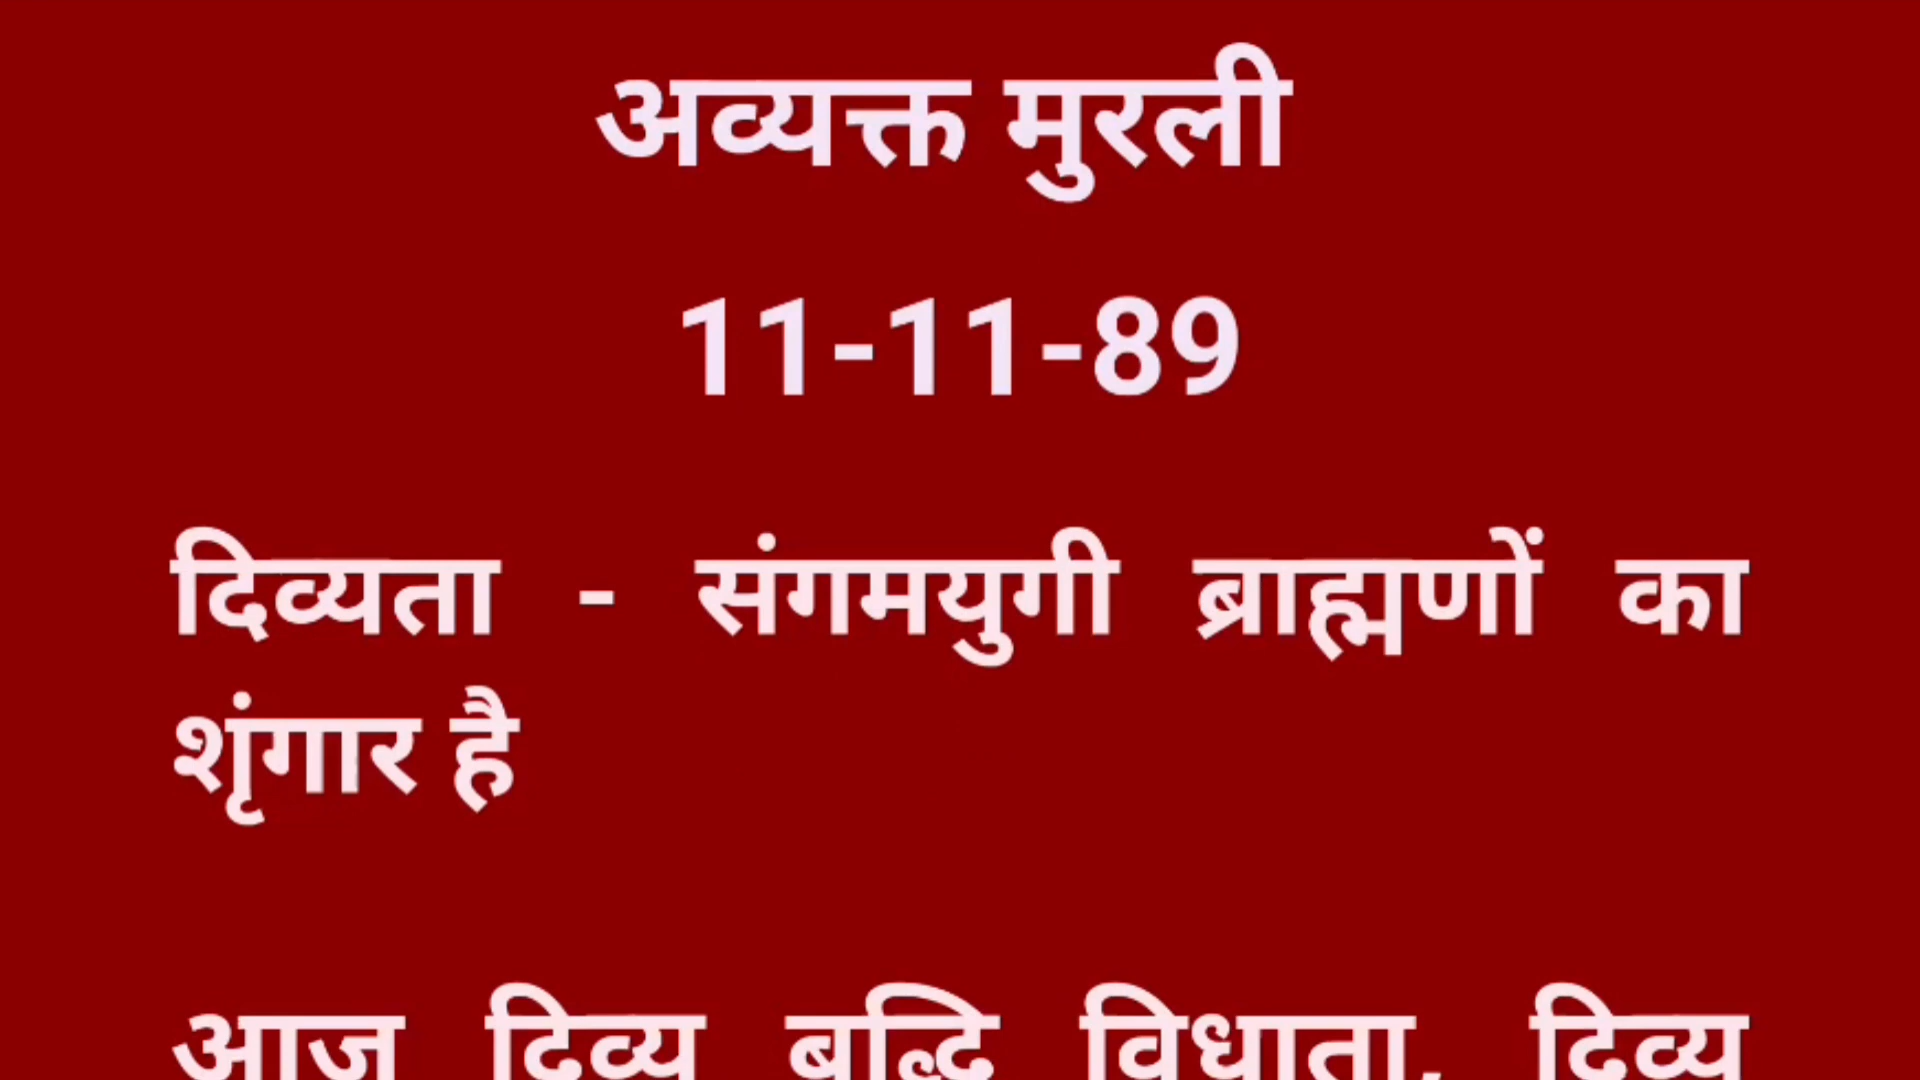 अव्यक्त मुरली
11-11-89
दिव्यता - संगमयुगी ब्राह्मणों का
शृंगार है
आज दिव्य बुद्धि विधाता, दिव्य